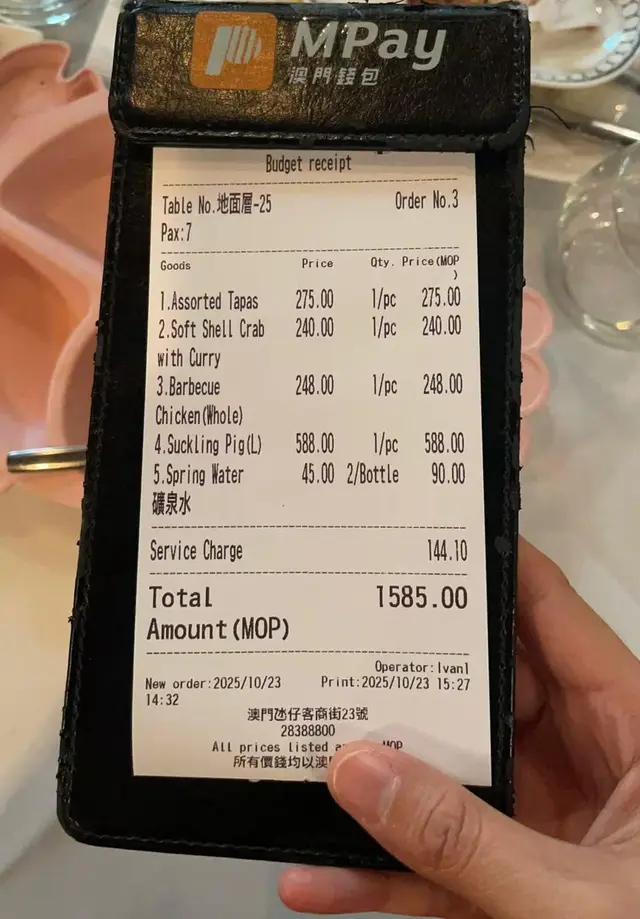 MPay
澳門錢包
Budget receipt
Table No.地面層-25 Order No.3
Pax:7
Goods Price Qty. Price(MOP
)
1.Assorted Tapas 275.00 1/pc 275.00
2.Soft Shell Crab 240.00 1/pc 240.00
with Curry
3.Barbecue 248.00 1/pc 248.00
Chicken(Whole)
4.Suckling Pig(L) 588.00 1/pc 588.00
5.Spring Water 45.00 2/Bottle 90.00
礦泉水
Service Charge 144.10
Total 1585.00
Amount(MOP)
Operator:Ivan1
New order:2025/10/23 Print:2025/10/23 15:27
14:32
澳門氹仔客商街23號
28388800
All prices listed MOP
所有價錢均以澳